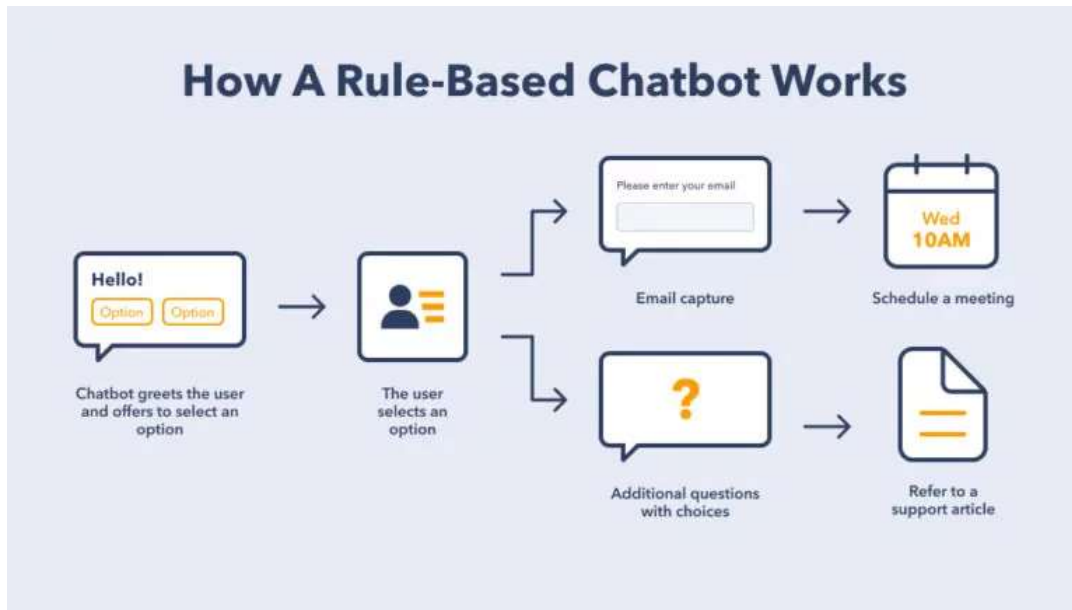 How A Rule-Based Chatbot Works
Hello!
Option Option
Chatbot greets the user
and offers to select an
option
The user
selects an
option
Please enter your email
Email capture
Wed
10AM
Schedule a meeting
?
Additional questions
with choices
Refer to a
support article